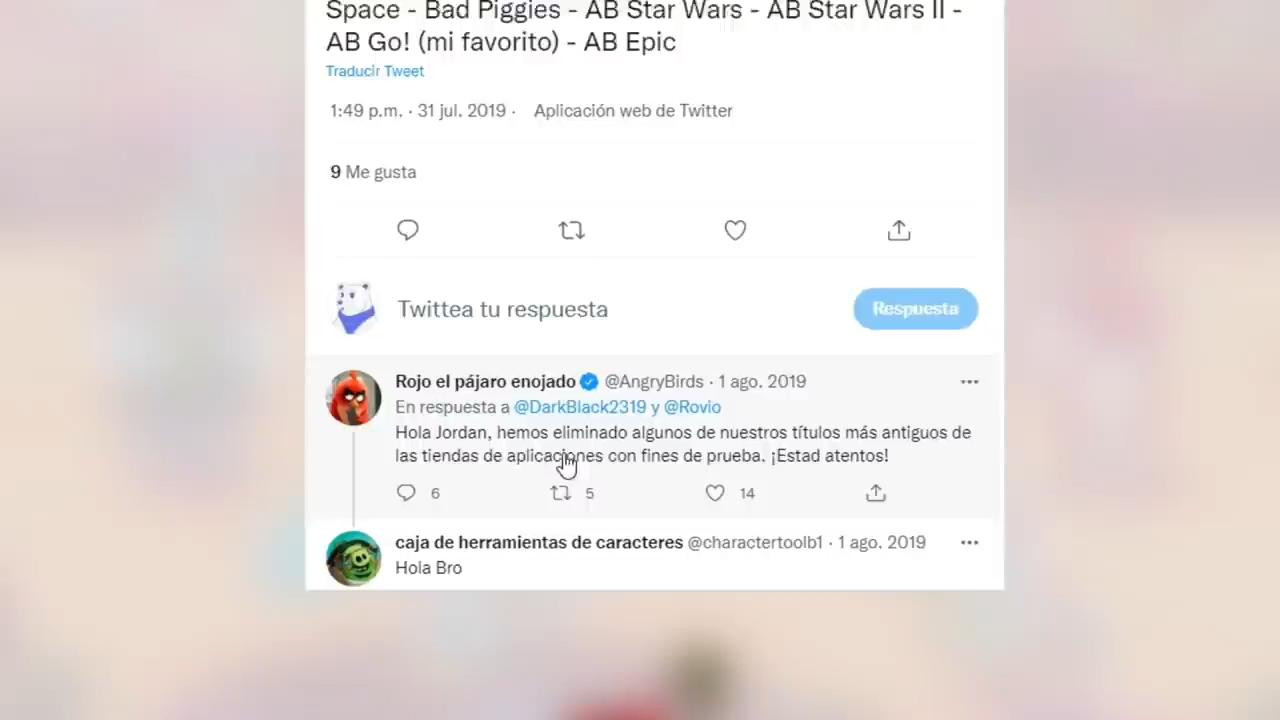 Space - Bad Piggies - AB Star Wars - AB Star Wars II -
AB Go! (mi favorito) - AB Epic
Traducir Tweet
1:49 p.m. · 31 jul. 2019 · Aplicación web de Twitter
9 Me gusta
Twittea tu respuesta
Respuesta
Rojo el pájaro enojado @AngryBirds · 1 ago. 2019
En respuesta a @DarkBlack2319 y @Rovio
Hola Jordan, hemos eliminado algunos de nuestros títulos más antiguos de
las tiendas de aplicaciones con fines de prueba. ¡Estad atentos!
6 5 14
caja de herramientas de caracteres @charactertoolb1 · 1 ago. 2019
Hola Bro